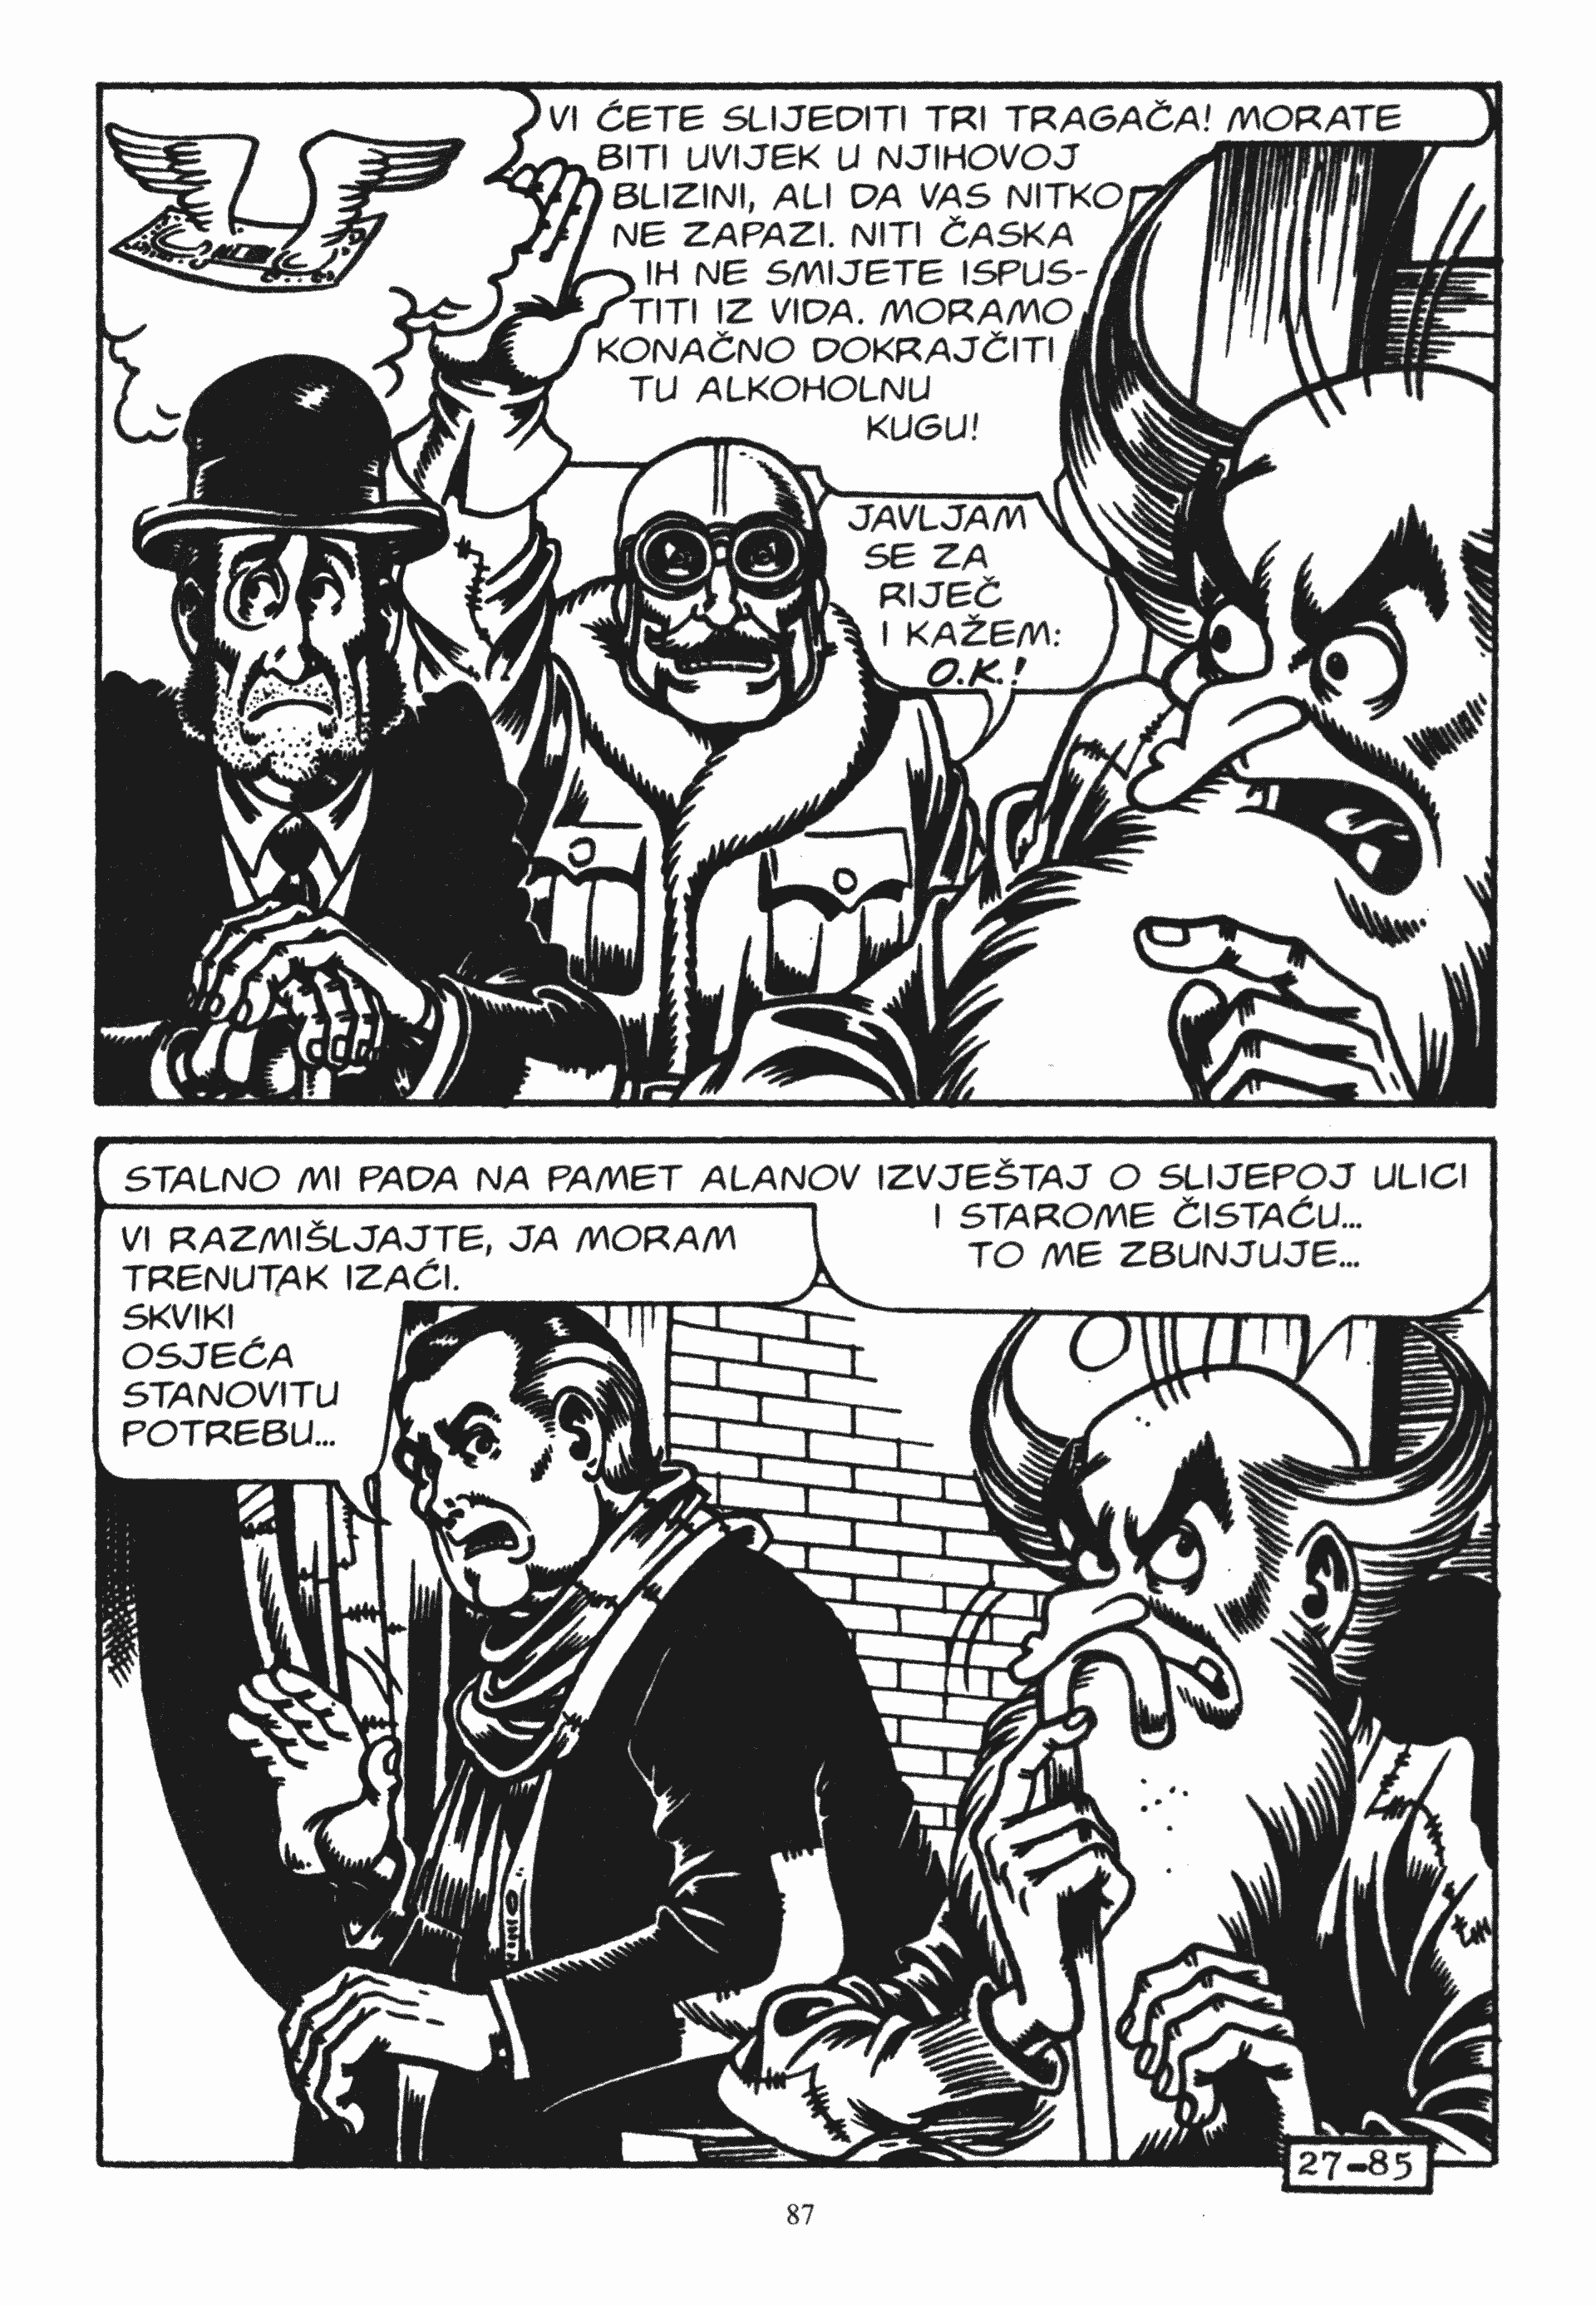 VI ĆETE SLIJEDITI TRI TRAGAČA! MORATE
BITI UVIJEK U NJIHOVOJ
BLIZINI, ALI DA VAS NITKO
NE ZAPAZI. NITI ČASKA
IH NE SMIJETE ISPUS-
TITI IZ VIDA. MORAMO
KONAČNO DOKRAJČITI
TU ALKOHOLNU
KUGU!
JAVLJAM
SE ZA
RIJEČ
I KAŽEM:
O.K.!
STALNO MI PADA NA PAMET ALANOV IZVJEŠTAJ O SLIJEPOJ ULICI
I STAROME ČISTAĆU...
TO ME ZBUNJUJE...
VI RAZMIŠLJAJTE, JA MORAM
TRENUTAK IZAĆI.
SKVIKI
OSJEĆA
STANOVITU
POTREBU...
27-85
87